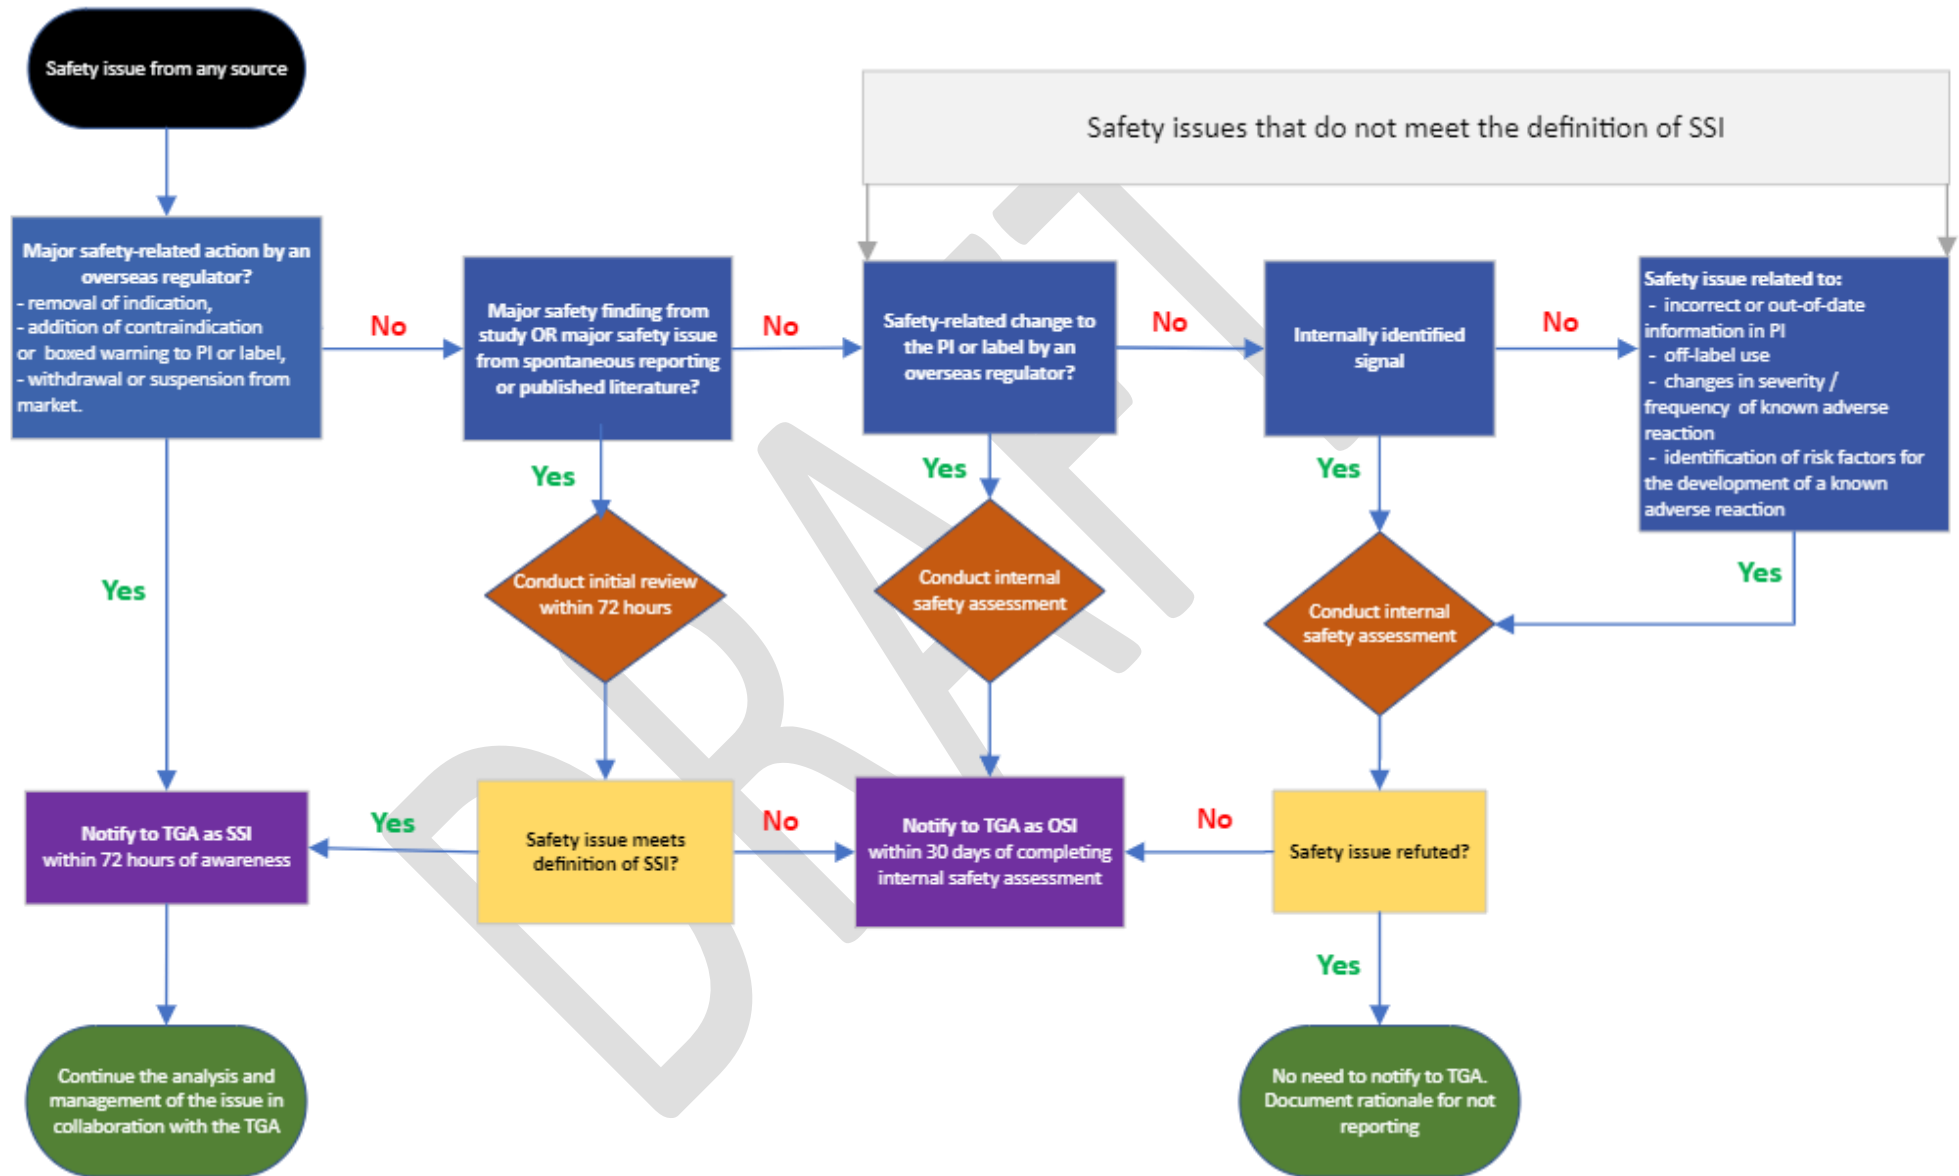 Safety issue from any source
Safety issues that do not meet the definition of SSI
Major safety-related action by an
overseas regulator?
- removal of indication,
- addition of contraindication
or boxed warning to PI or label,
- withdrawal or suspension from
market.
No
Major safety finding from
study OR major safety issue
from spontaneous reporting
or published literature?
No
Safety-related change to
the PI or label by an
overseas regulator?
No
Internally identified
signal
No
Safety issue related to:
- incorrect or out-of-date
information in PI
- off-label use
- changes in severity /
frequency of known adverse
reaction
- identification of risk factors for
the development of a known
adverse reaction
Yes
Yes
Yes
Yes
Yes
Conduct initial review
within 72 hours
Conduct internal
safety assessment
Conduct internal
safety assessment
DRAFT
Notify to TGA as SSI
within 72 hours of awareness
Yes
Safety issue meets
definition of SSI?
No
Notify to TGA as OSI
within 30 days of completing
internal safety assessment
No
Safety issue refuted?
Yes
Continue the analysis and
management of the issue in
collaboration with the TGA
No need to notify to TGA.
Document rationale for not
reporting